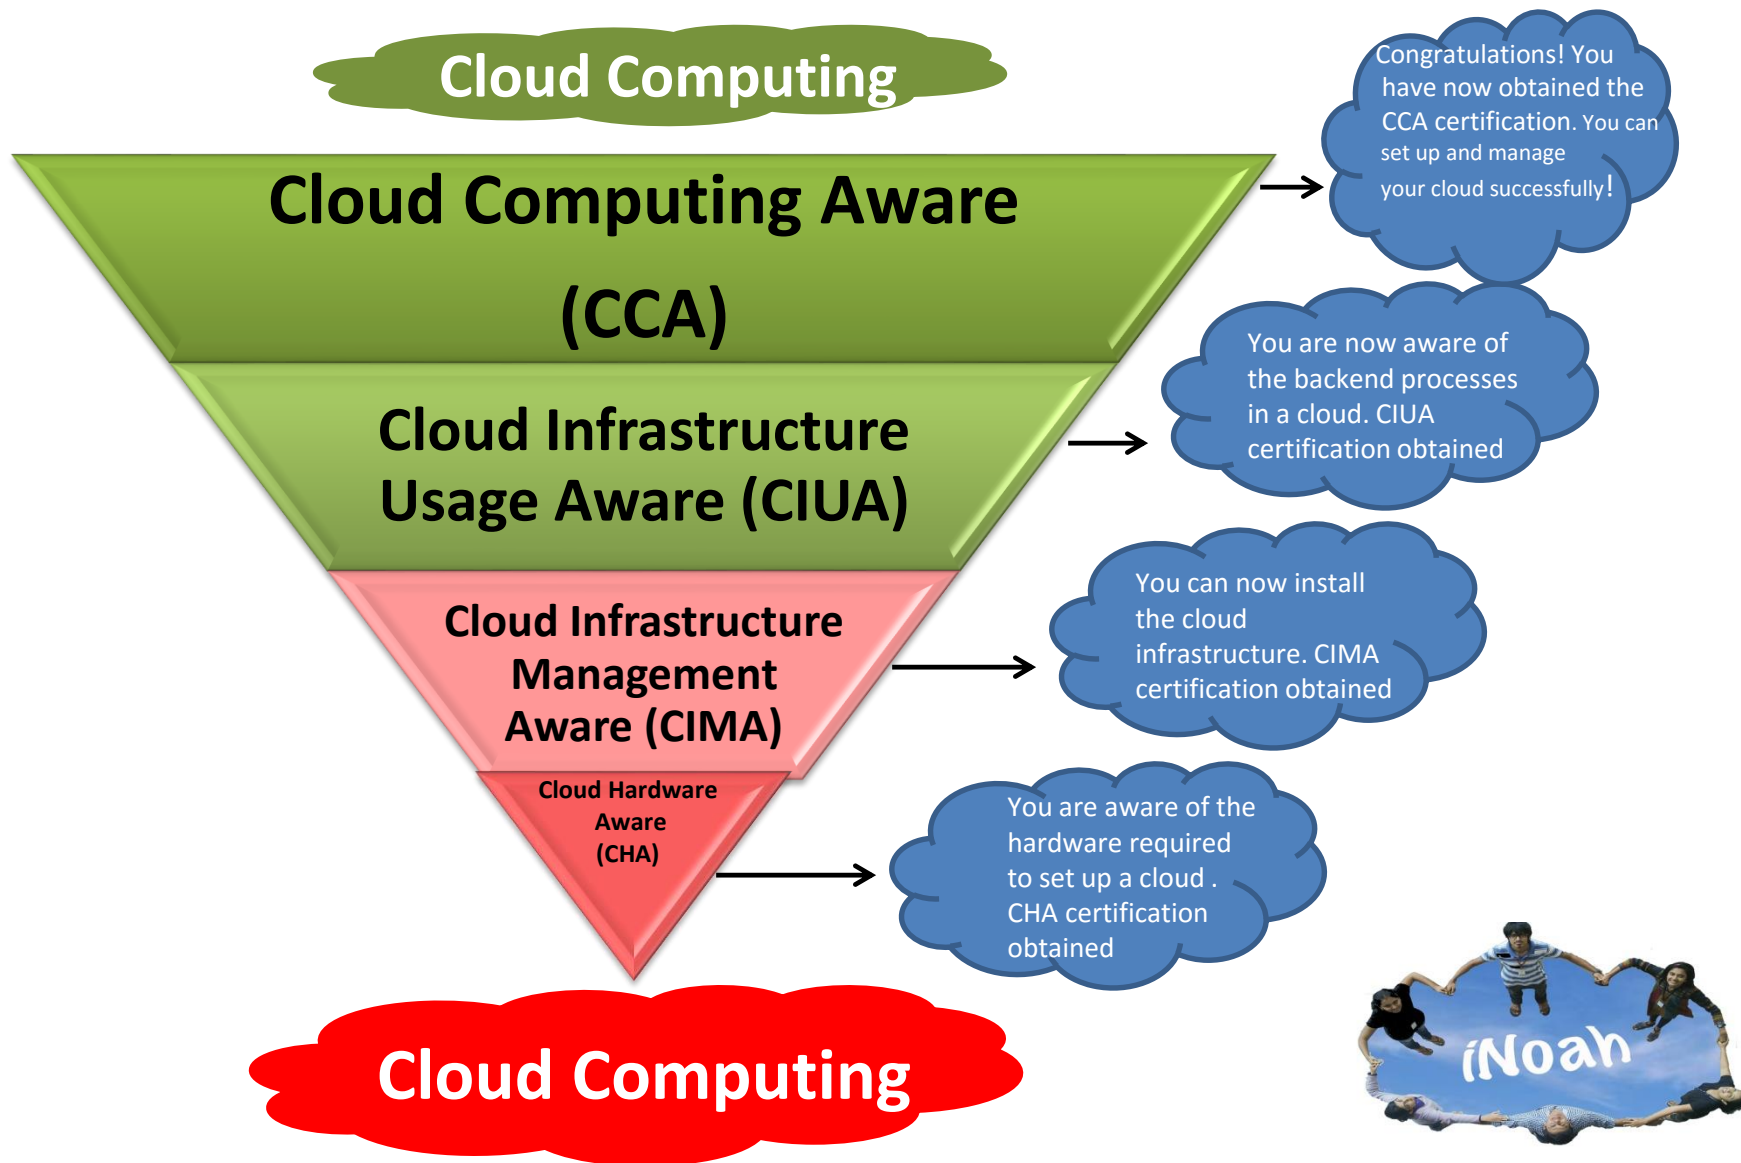 Cloud Computing
Congratulations! You
have now obtained the
CCA certification. You can
set up and manage
your cloud successfully!
Cloud Computing Aware
(CCA)
You are now aware of
the backend processes
in a cloud. CIUA
certification obtained
Cloud Infrastructure
Usage Aware (CIUA)
You can now install
the cloud
infrastructure. CIMA
certification obtained
Cloud Infrastructure
Management
Aware (CIMA)
You are aware of the
hardware required
to set up a cloud .
CHA certification
obtained
Cloud Hardware
Aware
(CHA)
Cloud Computing
iNoah